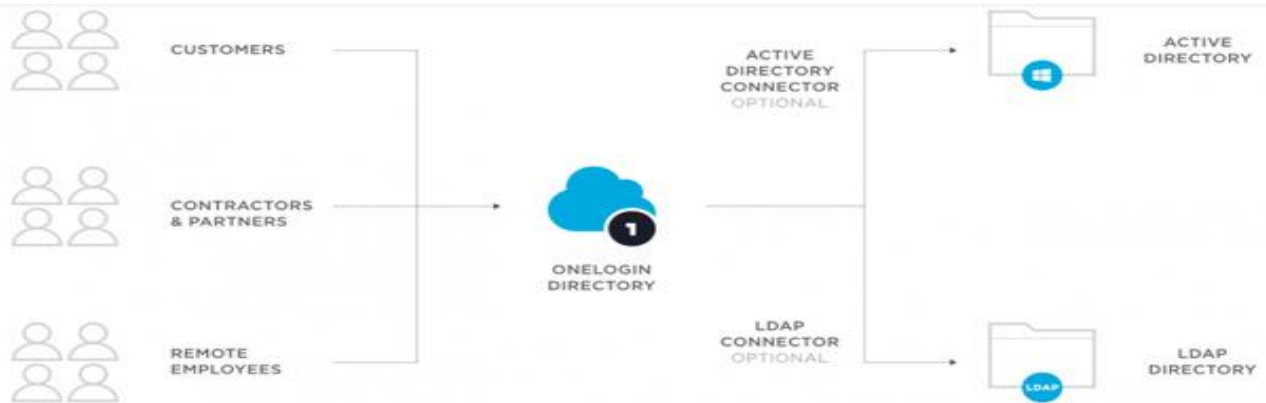 CUSTOMERS
ACTIVE
DIRECTORY
CONNECTOR
OPTIONAL
ACTIVE
DIRECTORY
CONTRACTORS
& PARTNERS
1
ONELOGIN
DIRECTORY
REMOTE
EMPLOYEES
LDAP
CONNECTOR
OPTIONAL
LDAP
LDAP
DIRECTORY